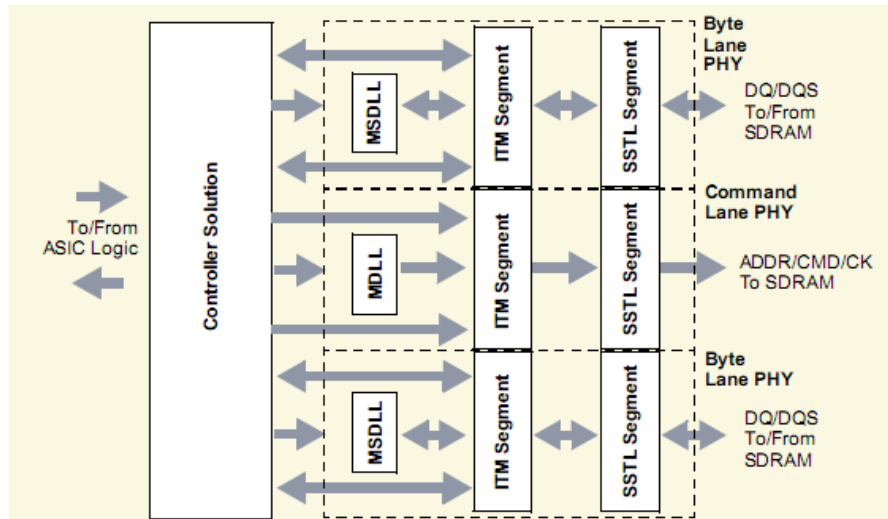 Byte
Lane
PHY
DQ/DQS
To/From
SDRAM
MSDLL
ITM Segment
SSTL Segment
Controller Solution
To/From
ASIC Logic
Command
Lane PHY
MDLL
ITM Segment
SSTL Segment
ADDR/CMD/CK
To SDRAM
Byte
Lane PHY
MSDLL
ITM Segment
SSTL Segment
DQ/DQS
To/From
SDRAM